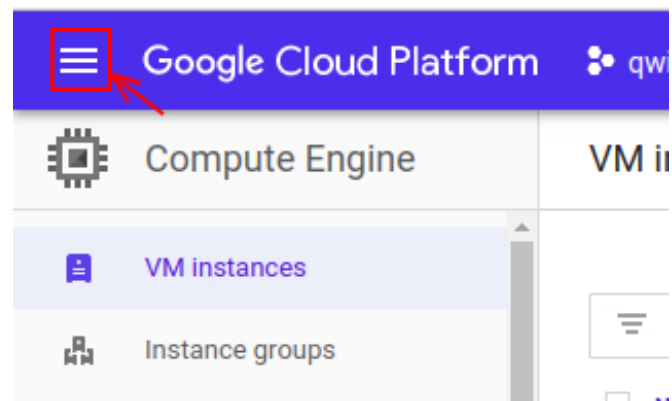 Google Cloud Platform
Compute Engine
VM instances
Instance groups